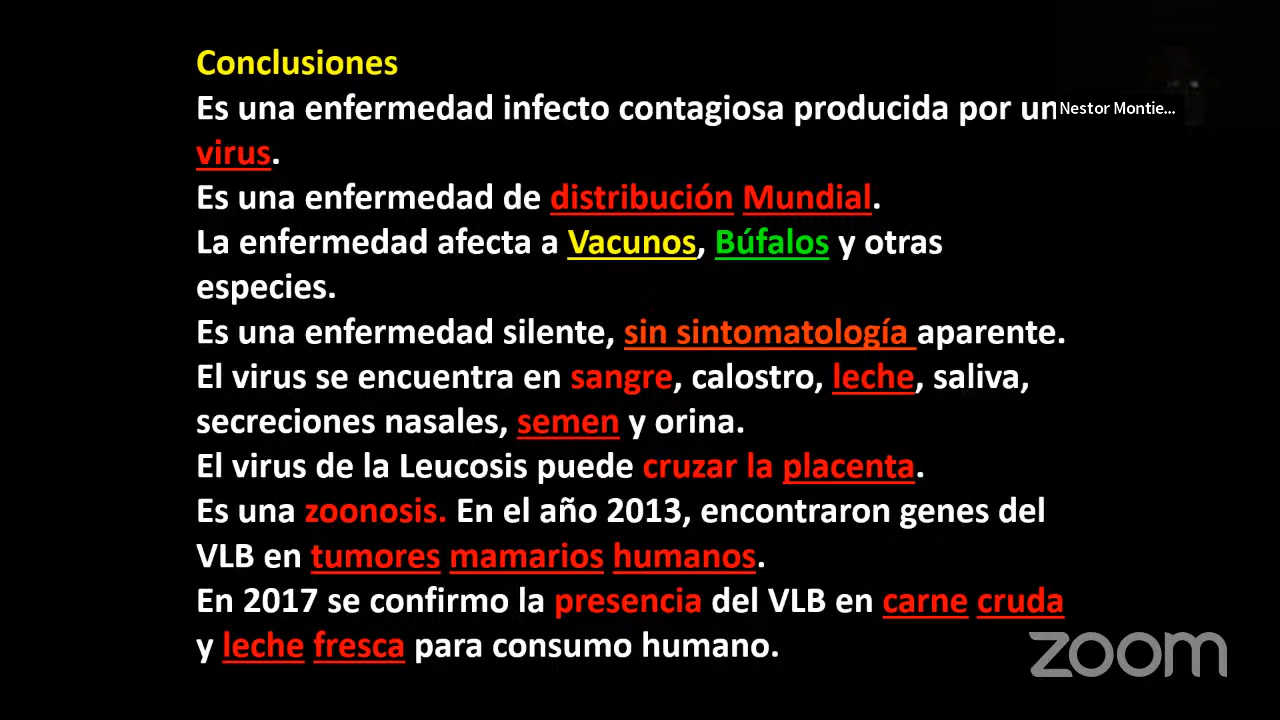 Conclusiones
Es una enfermedad infecto contagiosa producida por un
Nestor Montie...
virus.
Es una enfermedad de distribución Mundial.
La enfermedad afecta a Vacunos, Búfalos y otras
especies.
Es una enfermedad silente, sin sintomatología aparente.
El virus se encuentra en sangre, calostro, leche, saliva,
secreciones nasales, semen y orina.
El virus de la Leucosis puede cruzar la placenta.
Es una zoonosis. En el año 2013, encontraron genes del
VLB en tumores mamarios humanos.
En 2017 se confirmo la presencia del VLB en carne cruda
y leche fresca para consumo humano.
zoom